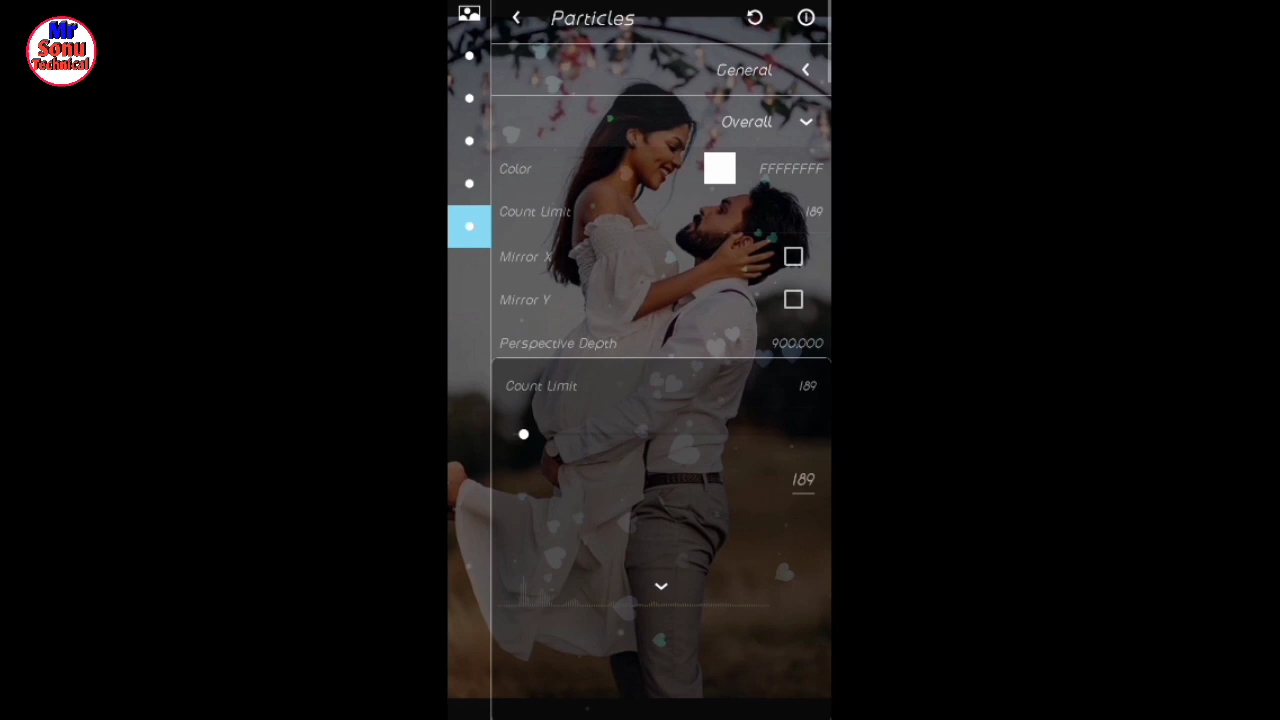 Mr
Sonu
Technical
Particles
General
Overall
Color FFFFFFFF
Count Limit 189
Mirror X
Mirror Y
Perspective Depth 900.000
Count Limit 189
189